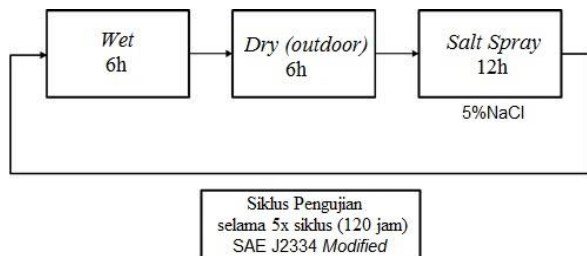 Wet
6h
Dry (outdoor)
6h
Salt Spray
12h
5%NaCl
Siklus Pengujian
selama 5x siklus (120 jam)
SAE J2334 Modified